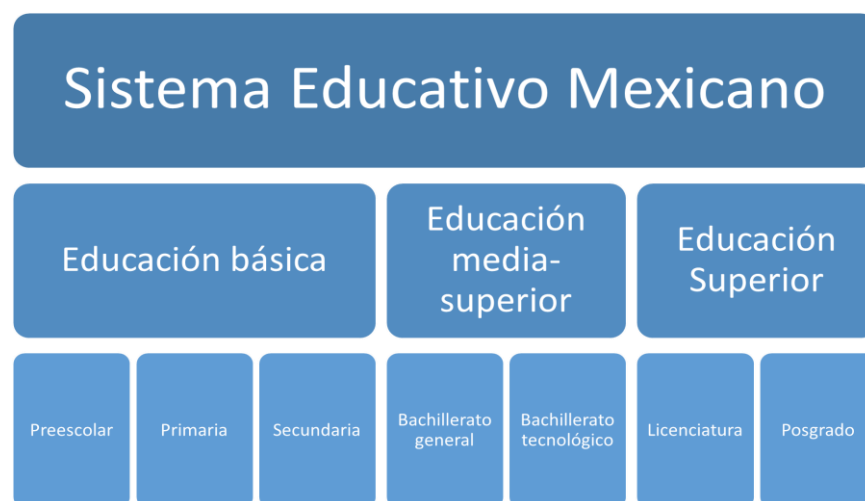 Sistema Educativo Mexicano
Educación básica
Educación
media-
superior
Educación
Superior
Preescolar
Primaria
Secundaria
Bachillerato
general
Bachillerato
tecnológico
Licenciatura
Posgrado